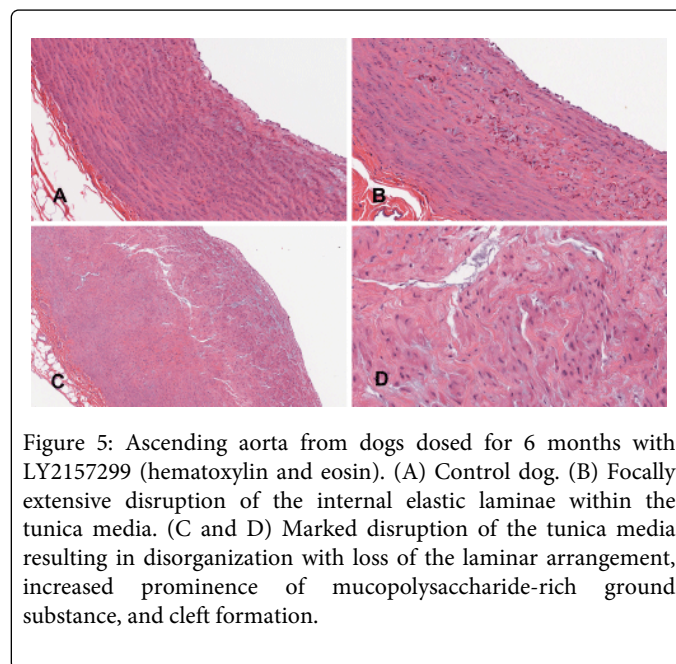 A
B
C
D
Figure 5: Ascending aorta from dogs dosed for 6 months with
LY2157299 (hematoxylin and eosin). (A) Control dog. (B) Focally
extensive disruption of the internal elastic laminae within the
tunica media. (C and D) Marked disruption of the tunica media
resulting in disorganization with loss of the laminar arrangement,
increased prominence of mucopolysaccharide-rich ground
substance, and cleft formation.